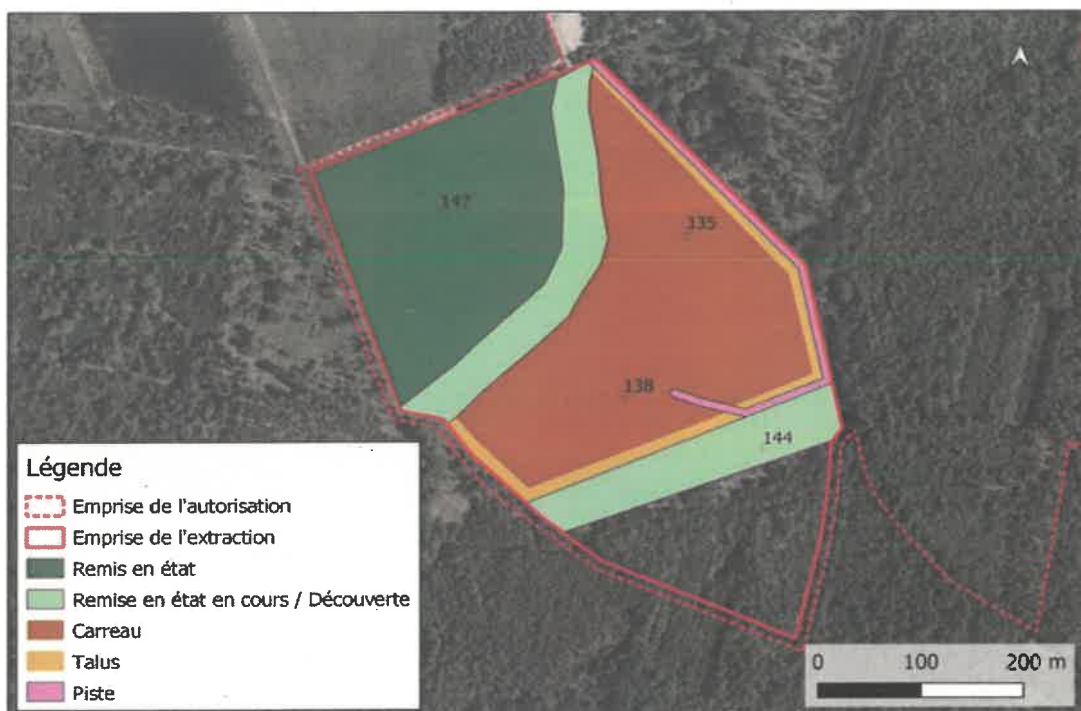 147
135
138
144
Légende
Emprise de l'autorisation
Emprise de l'extraction
Remis en état
Remise en état en cours / Découverte
Carreau
Talus
Piste
0 100 200 m